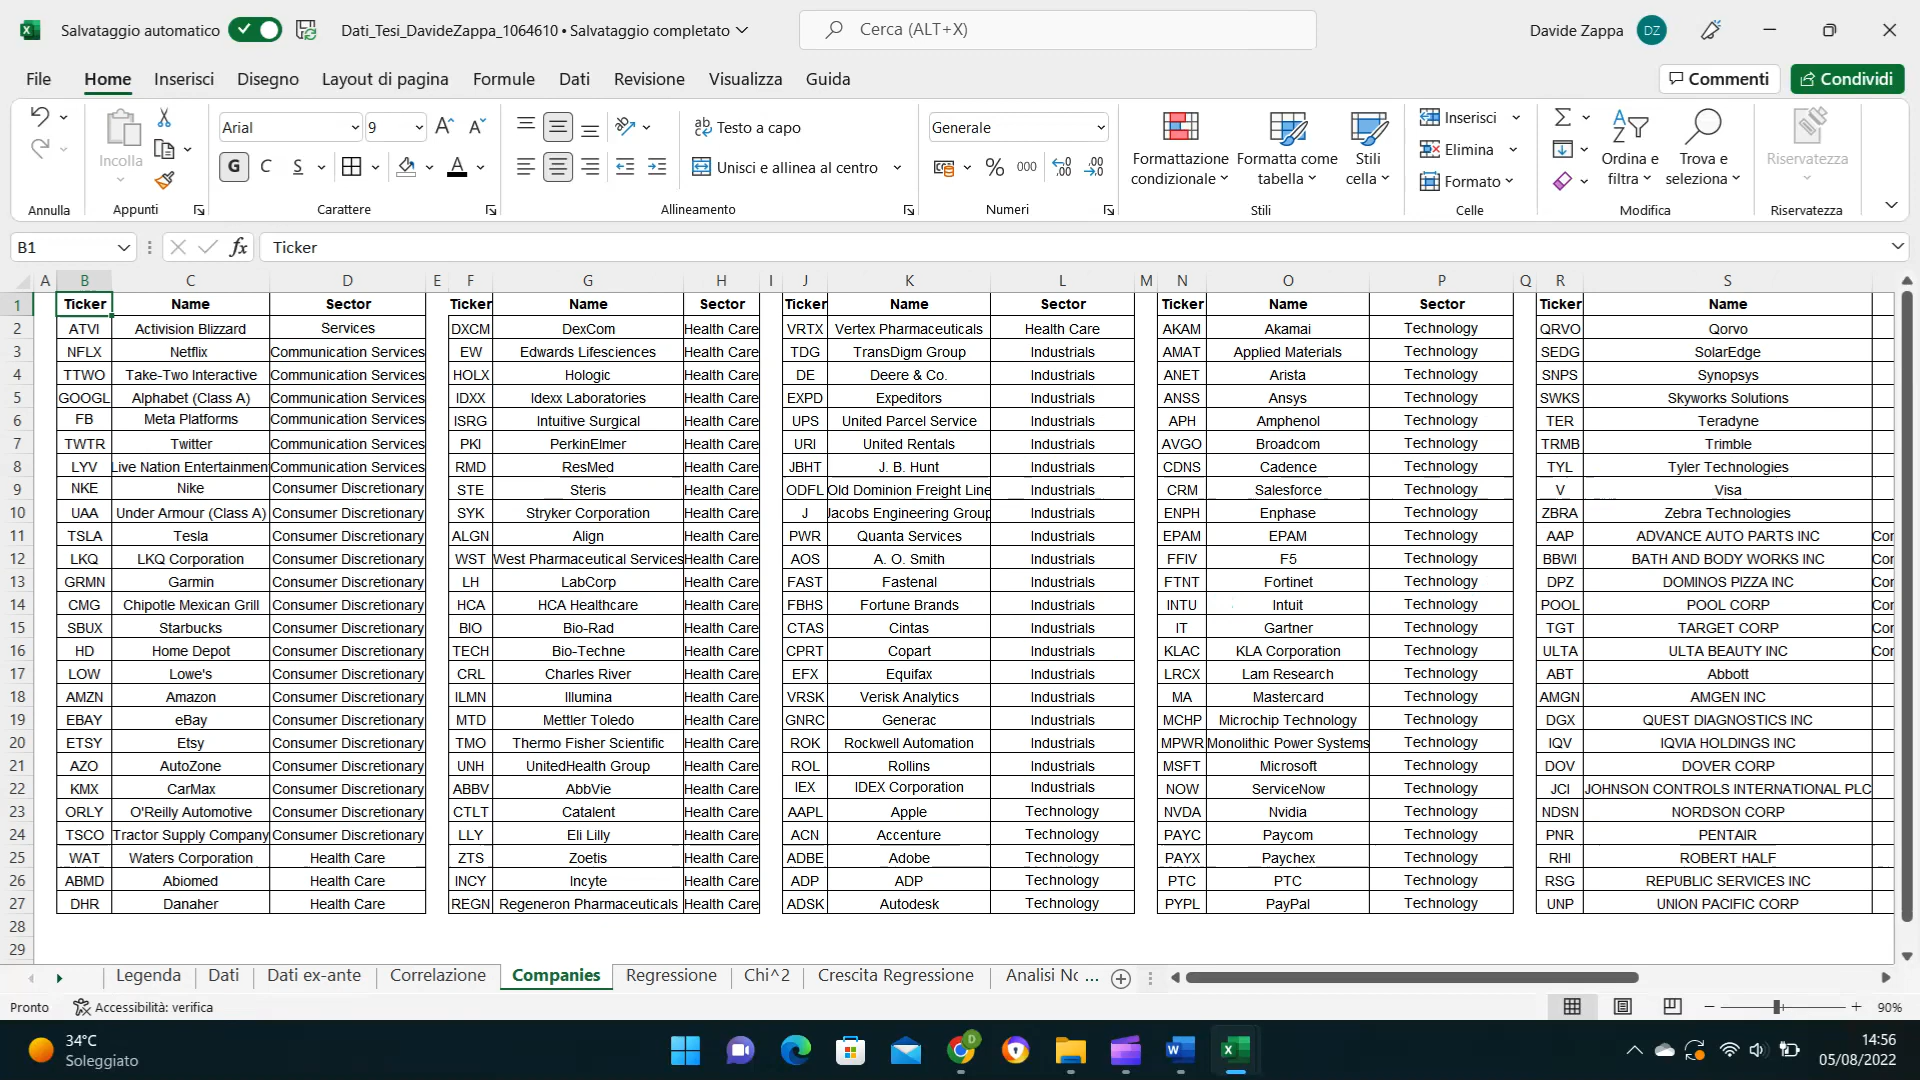 Salvataggio automatico Dati_Tesi_DavideZappa_1064610 • Salvataggio completato Cerca (ALT+X) Davide Zappa DZ
File Home Inserisci Disegno Layout di pagina Formule Dati Revisione Visualizza Guida Commenti Condividi
Arial 9 Testo a capo Generale Inserisci
Incolla G C S Unisci e allinea al centro % 000 Formattazione condizionale Formatta come tabella Stili cella Elimina Formato Ordina e filtra Trova e seleziona Riservatezza
Annulla Appunti Carattere Allineamento Numeri Stili Celle Modifica Riservatezza
B1 fx Ticker
A B C D E F G H I J K L M N O P Q R S
1 Ticker Name Sector Ticker Name Sector Ticker Name Sector Ticker Name Sector Ticker Name
2 ATVI Activision Blizzard Services DXCM DexCom Health Care VRTX Vertex Pharmaceuticals Health Care AKAM Akamai Technology QRVO Qorvo
3 NFLX Netflix Communication Services EW Edwards Lifesciences Health Care TDG TransDigm Group Industrials AMAT Applied Materials Technology SEDG SolarEdge
4 TTWO Take-Two Interactive Communication Services HOLX Hologic Health Care DE Deere & Co. Industrials ANET Arista Technology SNPS Synopsys
5 GOOGL Alphabet (Class A) Communication Services IDXX Idexx Laboratories Health Care EXPD Expeditors Industrials ANSS Ansys Technology SWKS Skyworks Solutions
6 FB Meta Platforms Communication Services ISRG Intuitive Surgical Health Care UPS United Parcel Service Industrials APH Amphenol Technology TER Teradyne
7 TWTR Twitter Communication Services PKI PerkinElmer Health Care URI United Rentals Industrials AVGO Broadcom Technology TRMB Trimble
8 LYV Live Nation Entertainmen Communication Services RMD ResMed Health Care JBHT J. B. Hunt Industrials CDNS Cadence Technology TYL Tyler Technologies
9 NKE Nike Consumer Discretionary STE Steris Health Care ODFL Old Dominion Freight Line Industrials CRM Salesforce Technology V Visa
10 UAA Under Armour (Class A) Consumer Discretionary SYK Stryker Corporation Health Care J Jacobs Engineering Group Industrials ENPH Enphase Technology ZBRA Zebra Technologies
11 TSLA Tesla Consumer Discretionary ALGN Align Health Care PWR Quanta Services Industrials EPAM EPAM Technology AAP ADVANCE AUTO PARTS INC Con
12 LKQ LKQ Corporation Consumer Discretionary WST West Pharmaceutical Services Health Care AOS A. O. Smith Industrials FFIV F5 Technology BBWI BATH AND BODY WORKS INC Con
13 GRMN Garmin Consumer Discretionary LH LabCorp Health Care FAST Fastenal Industrials FTNT Fortinet Technology DPZ DOMINOS PIZZA INC Con
14 CMG Chipotle Mexican Grill Consumer Discretionary HCA HCA Healthcare Health Care FBHS Fortune Brands Industrials INTU Intuit Technology POOL POOL CORP Con
15 SBUX Starbucks Consumer Discretionary BIO Bio-Rad Health Care CTAS Cintas Industrials IT Gartner Technology TGT TARGET CORP Con
16 HD Home Depot Consumer Discretionary TECH Bio-Techne Health Care CPRT Copart Industrials KLAC KLA Corporation Technology ULTA ULTA BEAUTY INC Con
17 LOW Lowe's Consumer Discretionary CRL Charles River Health Care EFX Equifax Industrials LRCX Lam Research Technology ABT Abbott
18 AMZN Amazon Consumer Discretionary ILMN Illumina Health Care VRSK Verisk Analytics Industrials MA Mastercard Technology AMGN AMGEN INC
19 EBAY eBay Consumer Discretionary MTD Mettler Toledo Health Care GNRC Generac Industrials MCHP Microchip Technology Technology DGX QUEST DIAGNOSTICS INC
20 ETSY Etsy Consumer Discretionary TMO Thermo Fisher Scientific Health Care ROK Rockwell Automation Industrials MPWR Monolithic Power Systems Technology IQV IQVIA HOLDINGS INC
21 AZO AutoZone Consumer Discretionary UNH UnitedHealth Group Health Care ROL Rollins Industrials MSFT Microsoft Technology DOV DOVER CORP
22 KMX CarMax Consumer Discretionary ABBV AbbVie Health Care IEX IDEX Corporation Industrials NOW ServiceNow Technology JCI JOHNSON CONTROLS INTERNATIONAL PLC
23 ORLY O'Reilly Automotive Consumer Discretionary CTLT Catalent Health Care AAPL Apple Technology NVDA Nvidia Technology NDSN NORDSON CORP
24 TSCO Tractor Supply Company Consumer Discretionary LLY Eli Lilly Health Care ACN Accenture Technology PAYC Paycom Technology PNR PENTAIR
25 WAT Waters Corporation Health Care ZTS Zoetis Health Care ADBE Adobe Technology PAYX Paychex Technology RHI ROBERT HALF
26 ABMD Abiomed Health Care INCY Incyte Health Care ADP ADP Technology PTC PTC Technology RSG REPUBLIC SERVICES INC
27 DHR Danaher Health Care REGN Regeneron Pharmaceuticals Health Care ADSK Autodesk Technology PYPL PayPal Technology UNP UNION PACIFIC CORP
28
29
Legenda Dati Dati ex-ante Correlazione Companies Regressione Chi^2 Crescita Regressione Analisi Nc ...
Pronto Accessibilità: verifica 90%
34°C 14:56
Soleggiato 05/08/2022